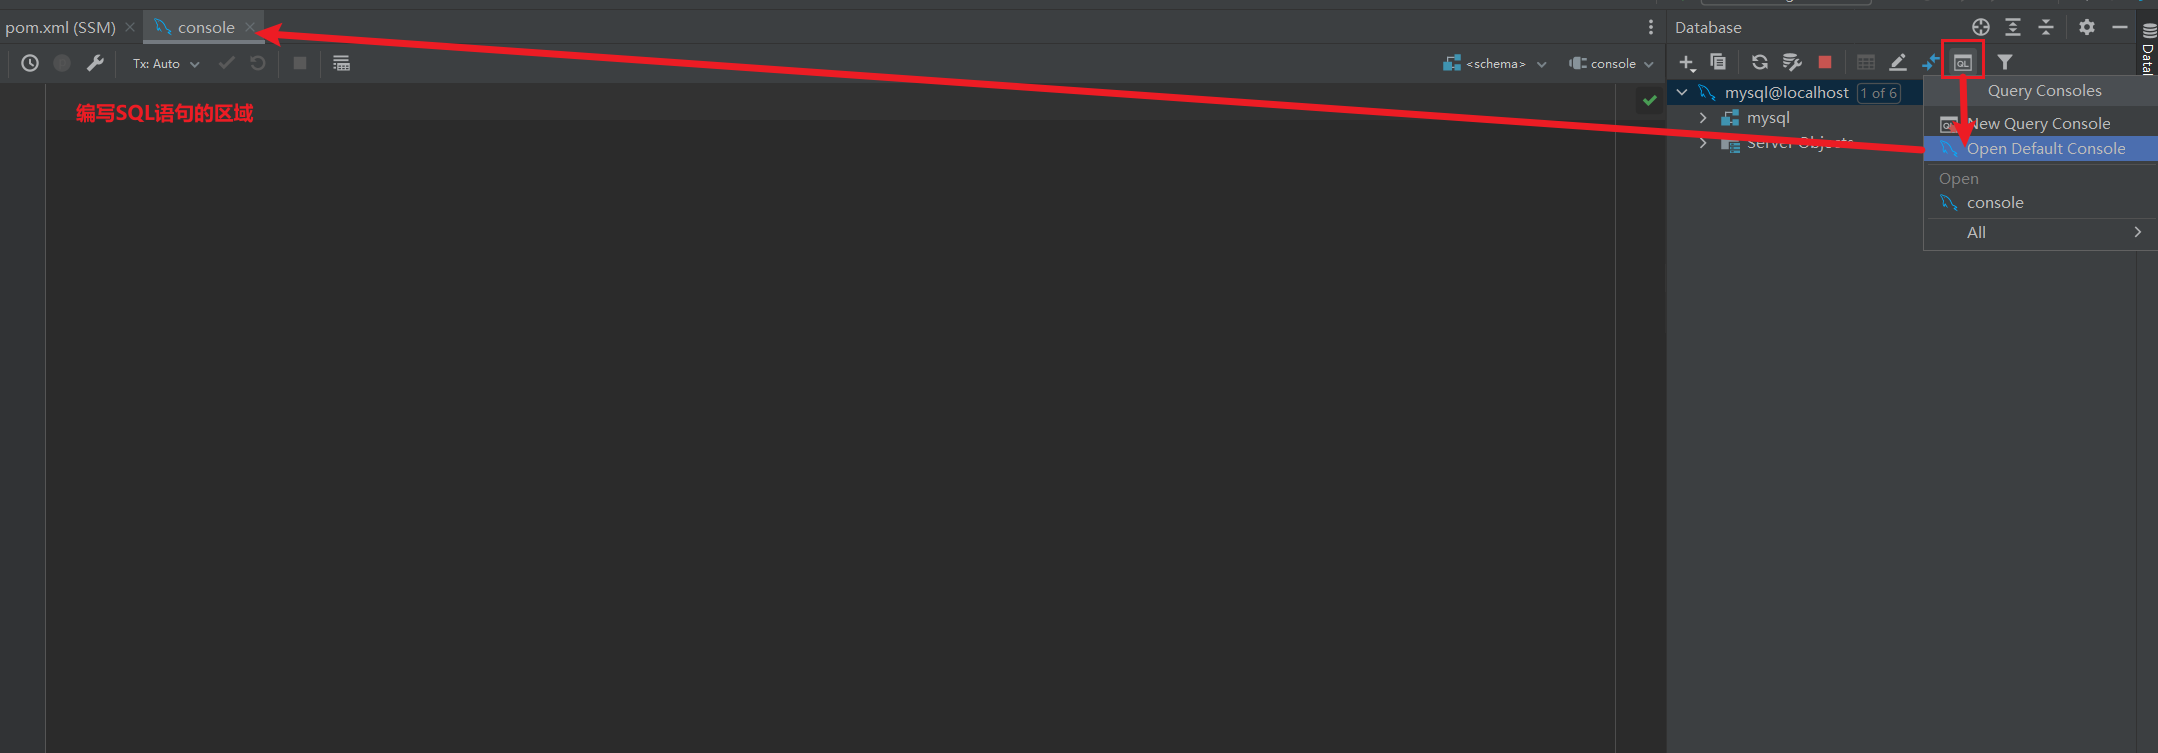 pom.xml (SSM)
console
Database
Tx: Auto
<schema>
console
QL
编写SQL语句的区域
mysql@localhost 1 of 6
mysql
Server Objects
Query Consoles
New Query Console
Open Default Console
Open
console
All